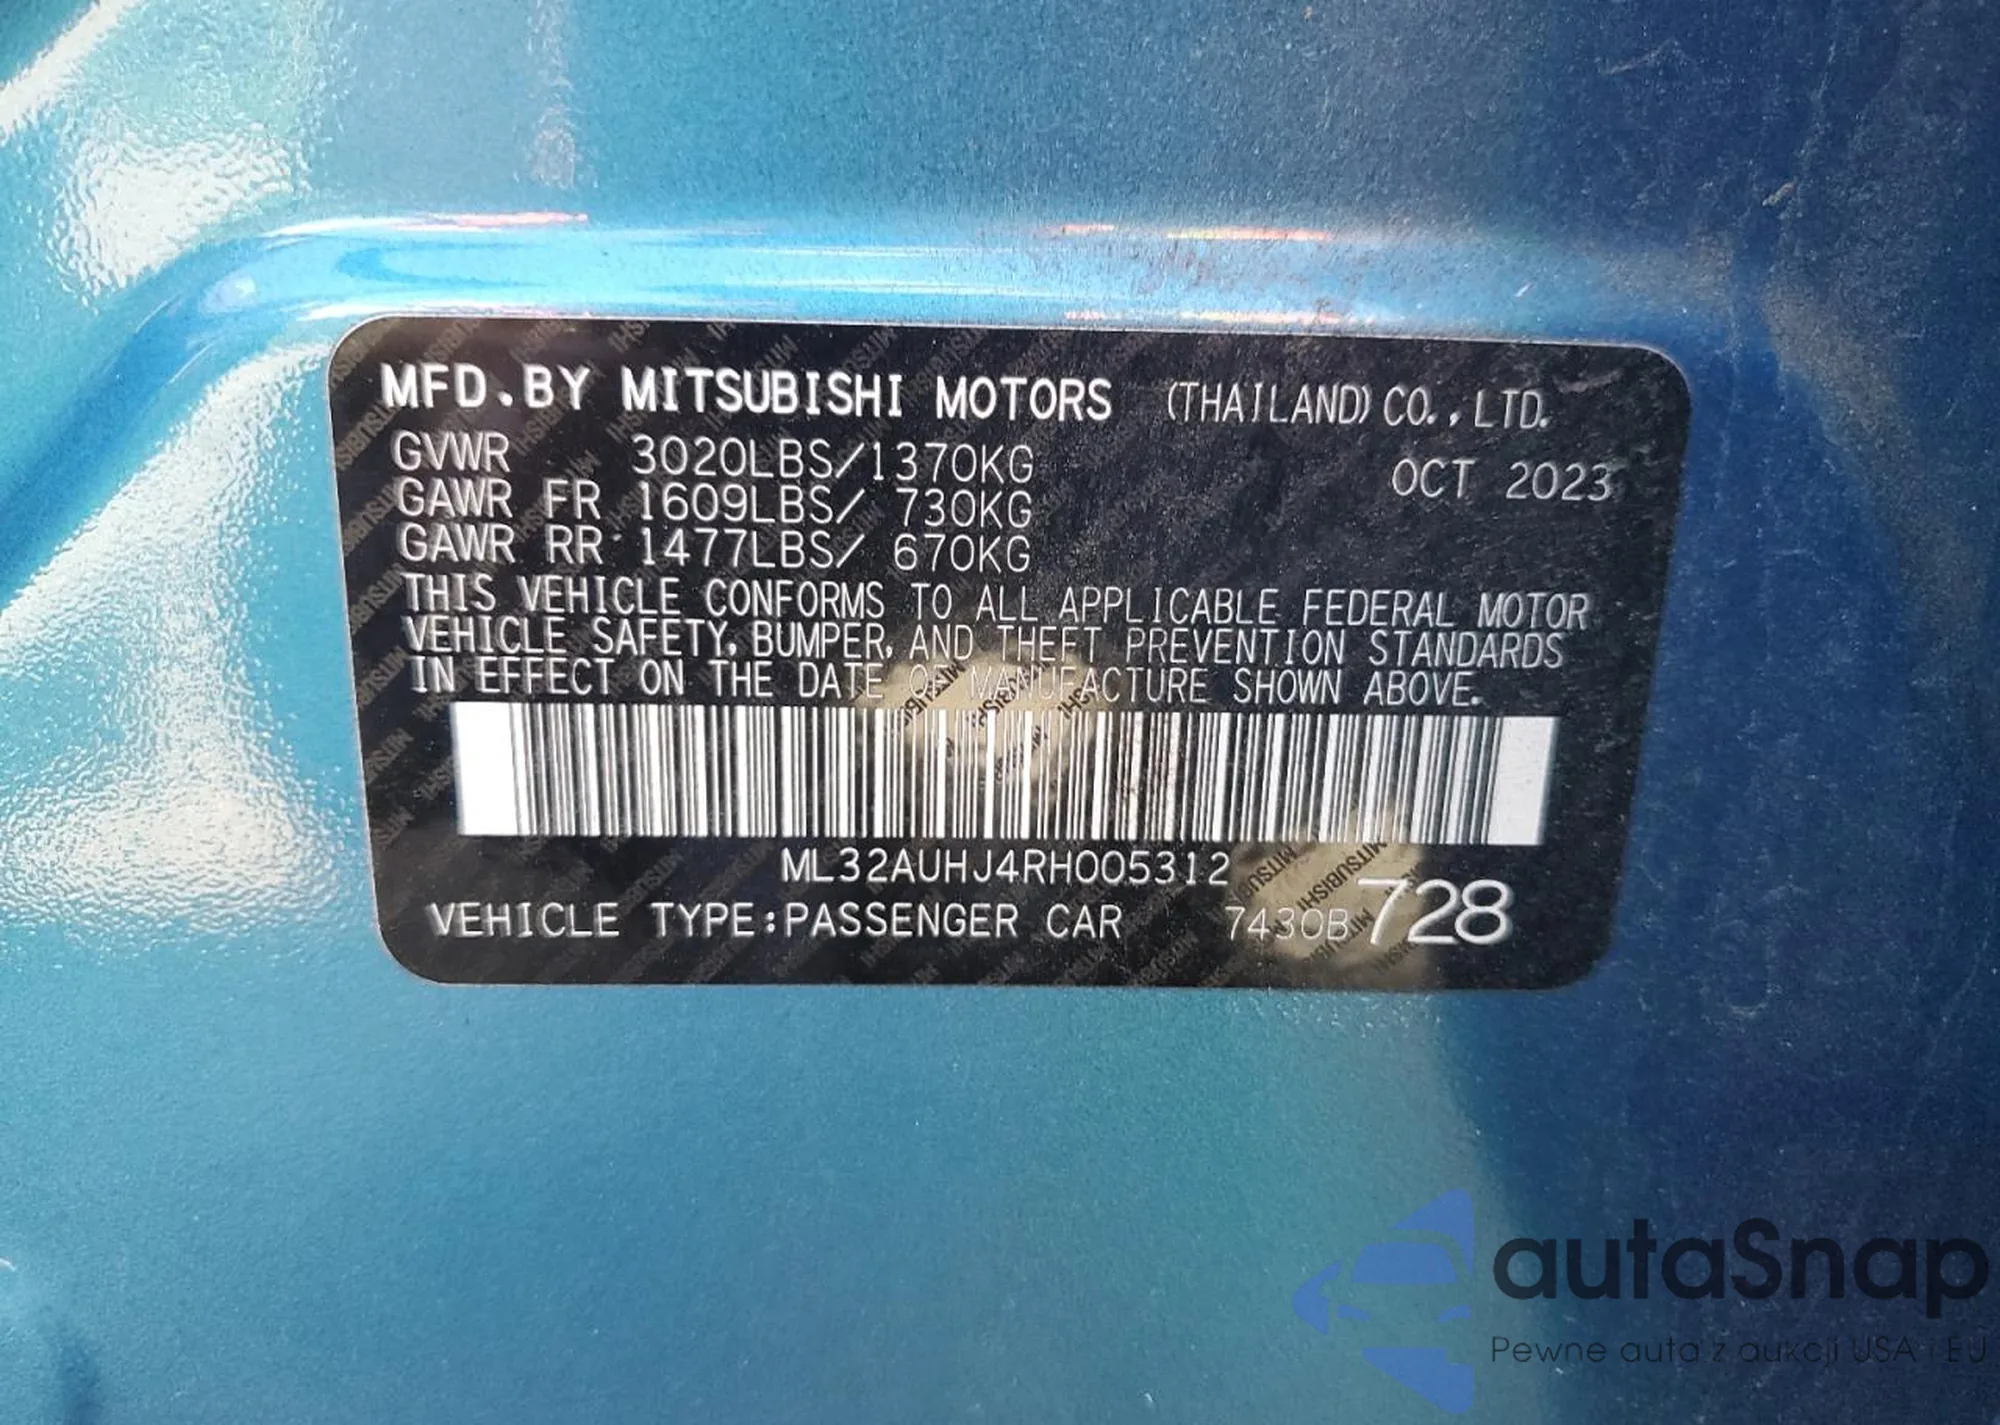 MFD.BY MITSUBISHI MOTORS (THAILAND) CO.,LTD.
GVWR 3020LBS/1370KG OCT 2023
GAWR FR 1609LBS/ 730KG
GAWR RR 1477LBS/ 670KG
THIS VEHICLE CONFORMS TO ALL APPLICABLE FEDERAL MOTOR
VEHICLE SAFETY, BUMPER, AND THEFT PREVENTION STANDARDS
IN EFFECT ON THE DATE OF MANUFACTURE SHOWN ABOVE.
ML32AUHJ4RH005312
VEHICLE TYPE:PASSENGER CAR 7430B 728
autaSnap
Pewne auta z aukcji USA i EU